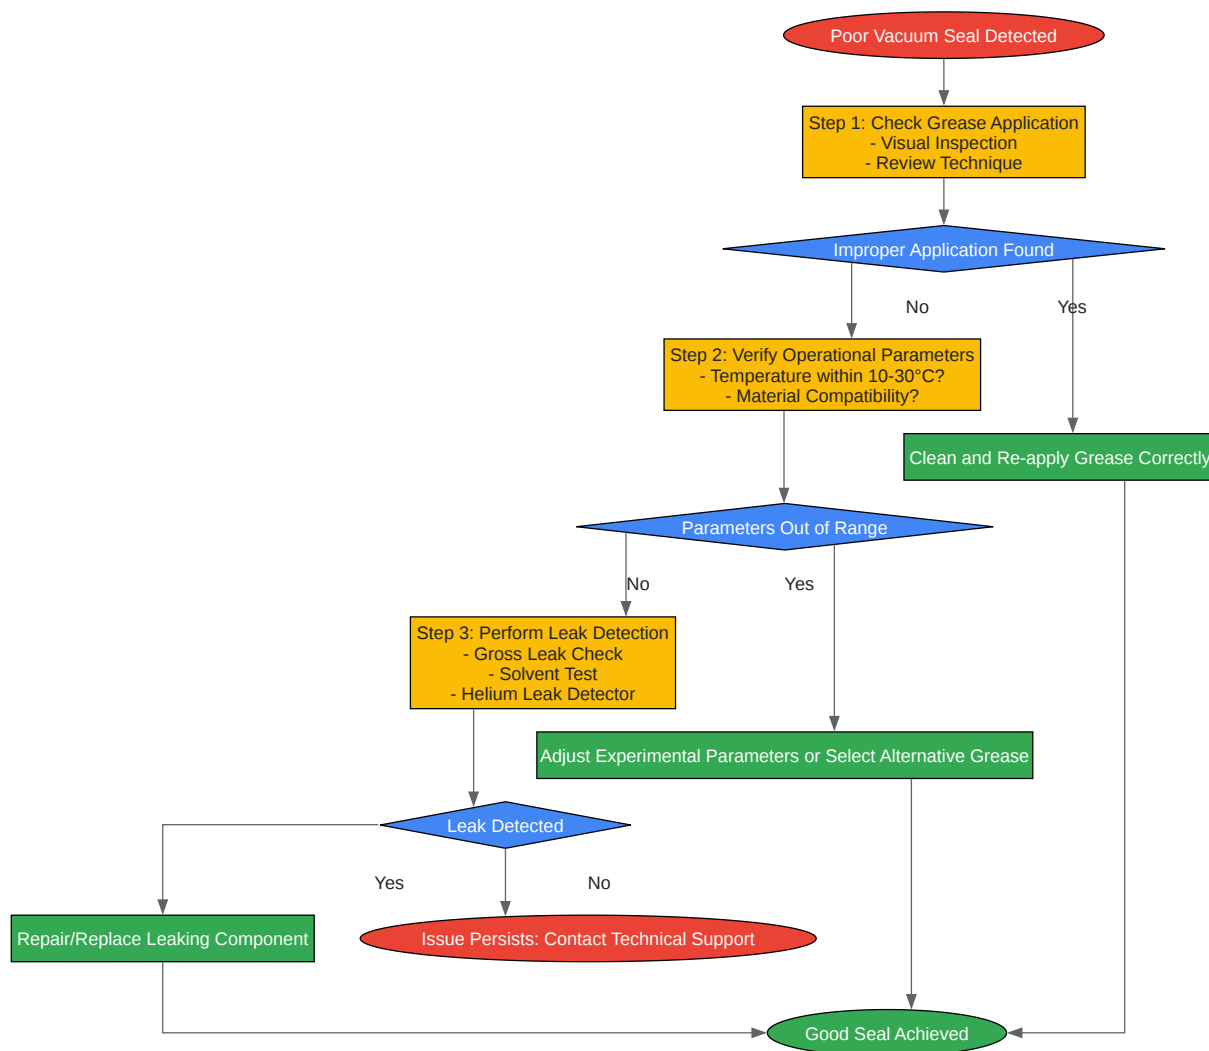 Poor Vacuum Seal Detected
Step 1: Check Grease Application
- Visual Inspection
- Review Technique
Improper Application Found
No
Yes
Step 2: Verify Operational Parameters
- Temperature within 10-30°C?
- Material Compatibility?
Clean and Re-apply Grease Correctly
Parameters Out of Range
No
Yes
Step 3: Perform Leak Detection
- Gross Leak Check
- Solvent Test
- Helium Leak Detector
Adjust Experimental Parameters or Select Alternative Grease
Leak Detected
Yes
No
Repair/Replace Leaking Component
Issue Persists: Contact Technical Support
Good Seal Achieved